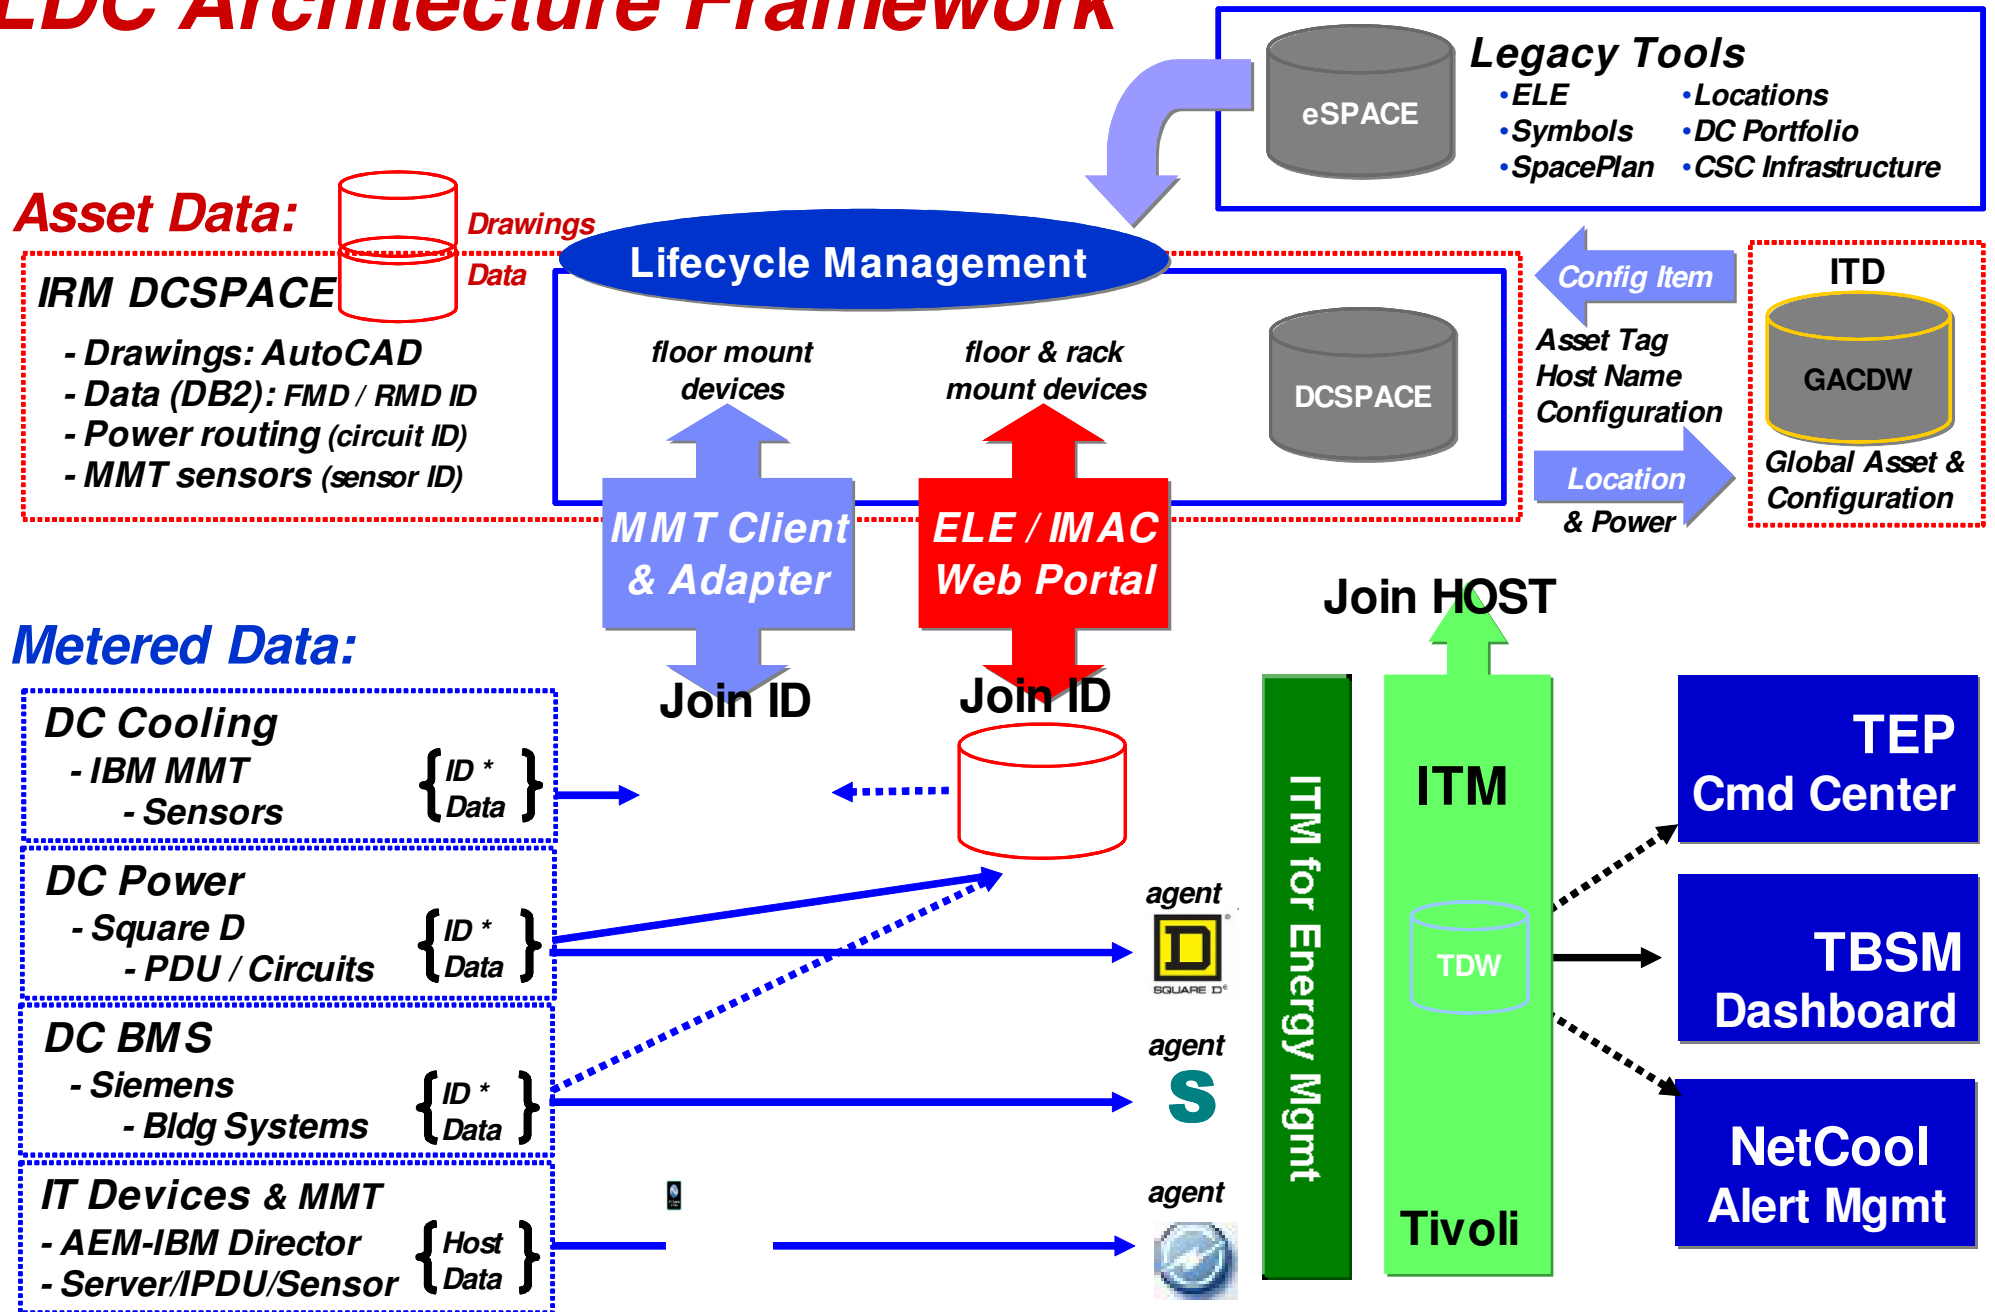 LDC Architecture Framework
Legacy Tools
eSPACE
•ELE
•Symbols
•SpacePlan
•Locations
•DC Portfolio
•CSC Infrastructure
Asset Data:
Drawings
Data
Lifecycle Management
IRM DCSPACE
- Drawings: AutoCAD
- Data (DB2): FMD / RMD ID
- Power routing (circuit ID)
- MMT sensors (sensor ID)
floor mount
devices
floor & rack
mount devices
DCSPACE
Config Item
Asset Tag
Host Name
Configuration
Location
& Power
ITD
GACDW
Global Asset &
Configuration
MMT Client
& Adapter
ELE / IMAC
Web Portal
Join ID
Join ID
Join HOST
Metered Data:
DC Cooling
- IBM MMT
- Sensors
ID *
Data
DC Power
- Square D
- PDU / Circuits
ID *
Data
DC BMS
- Siemens
- Bldg Systems
ID *
Data
IT Devices & MMT
- AEM-IBM Director
- Server/IPDU/Sensor
Host
Data
agent
D
SQUARE D®
agent
S
agent
ITM for Energy Mgmt
ITM
TDW
Tivoli
TEP
Cmd Center
TBSM
Dashboard
NetCool
Alert Mgmt